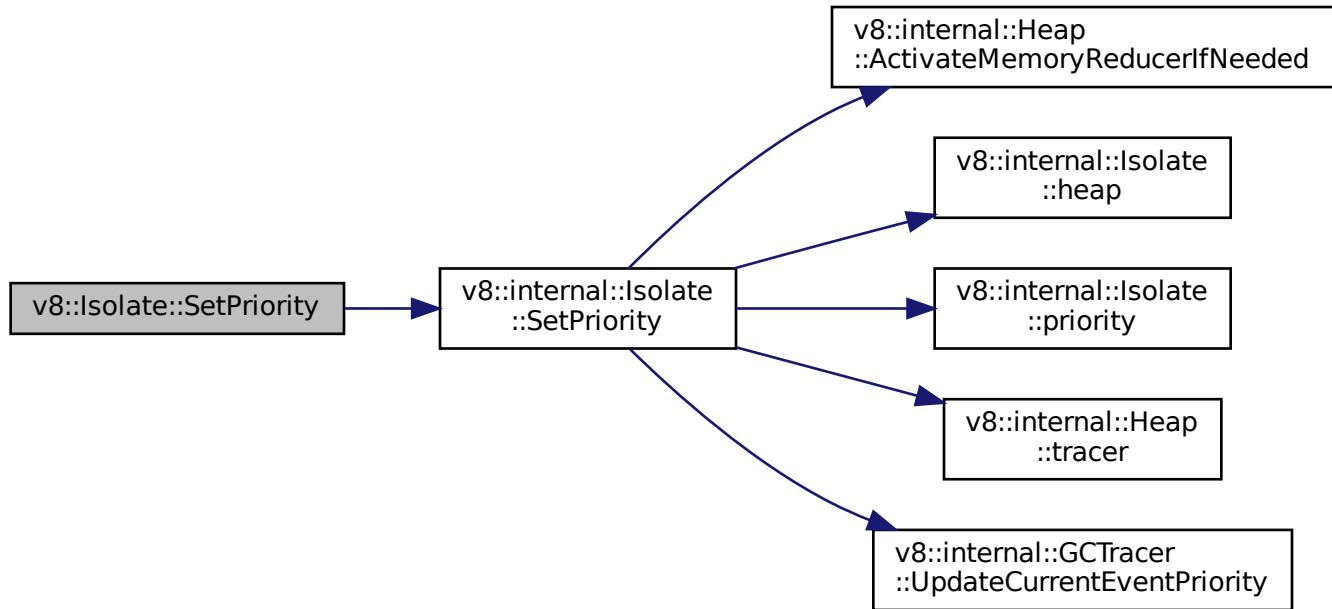 v8::Isolate::SetPriority
v8::internal::Isolate
::SetPriority
v8::internal::Heap
::ActivateMemoryReducerIfNeeded
v8::internal::Isolate
::heap
v8::internal::Isolate
::priority
v8::internal::Heap
::tracer
v8::internal::GCTracer
::UpdateCurrentEventPriority